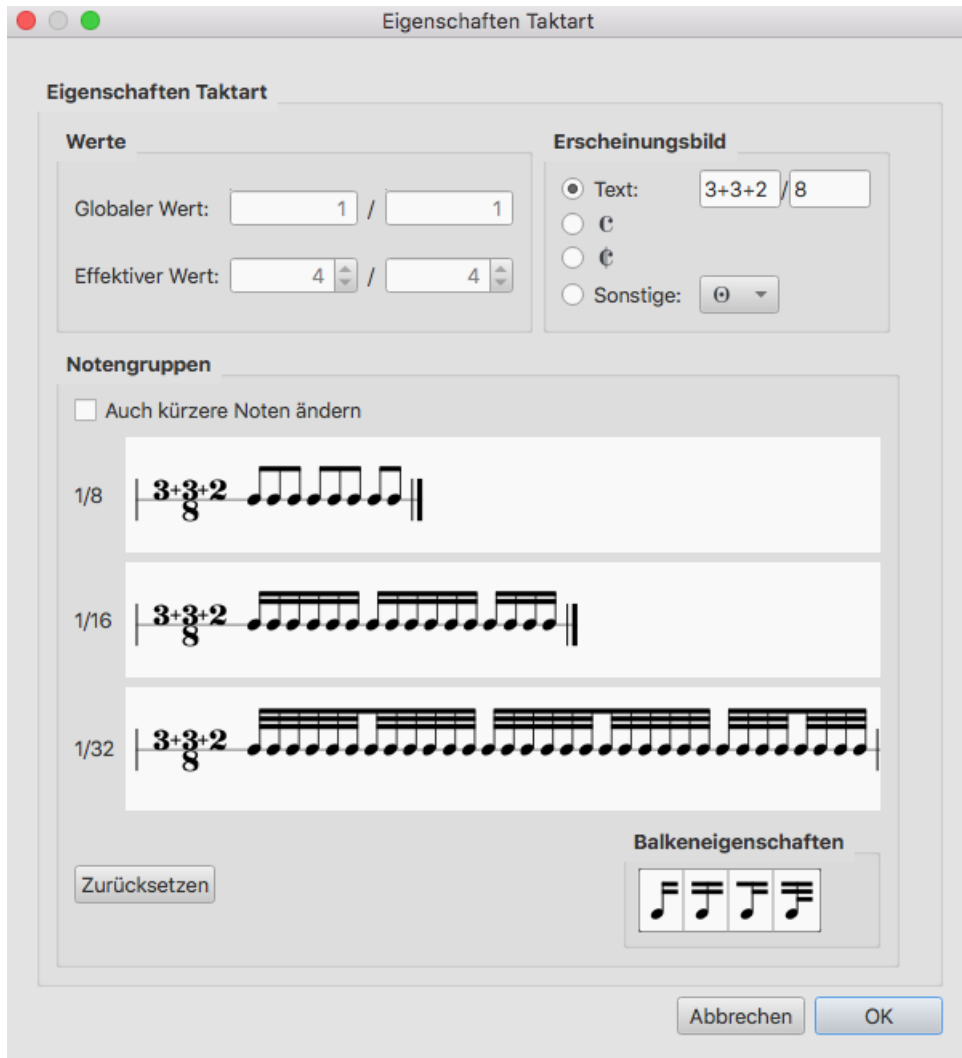 Eigenschaften Taktart
Eigenschaften Taktart
Werte
Globaler Wert: 1 / 1
Effektiver Wert: 4 / 4
Erscheinungsbild
Text: 3+3+2 / 8
Sonstige:
Notengruppen
Auch kürzere Noten ändern
1/8 3+3+2
8
1/16 3+3+2
8
1/32 3+3+2
8
Zurücksetzen
Balkeneigenschaften
Abbrechen OK